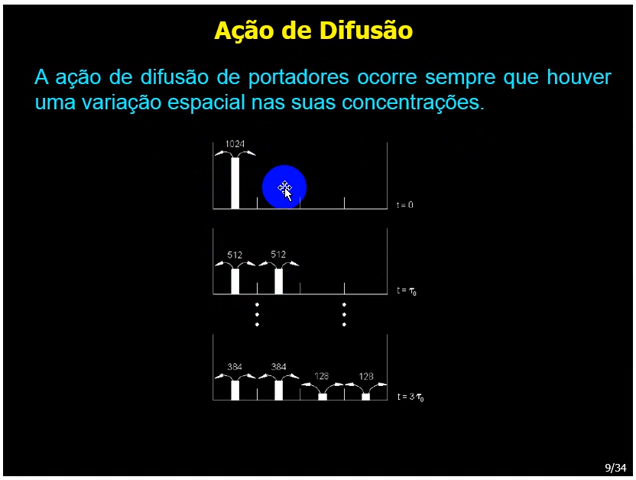 Ação de Difusão
A ação de difusão de portadores ocorre sempre que houver
uma variação espacial nas suas concentrações.
1024
t = 0
512 512
t = τ₀
384 384 128 128
t = 3τ₀
9/34